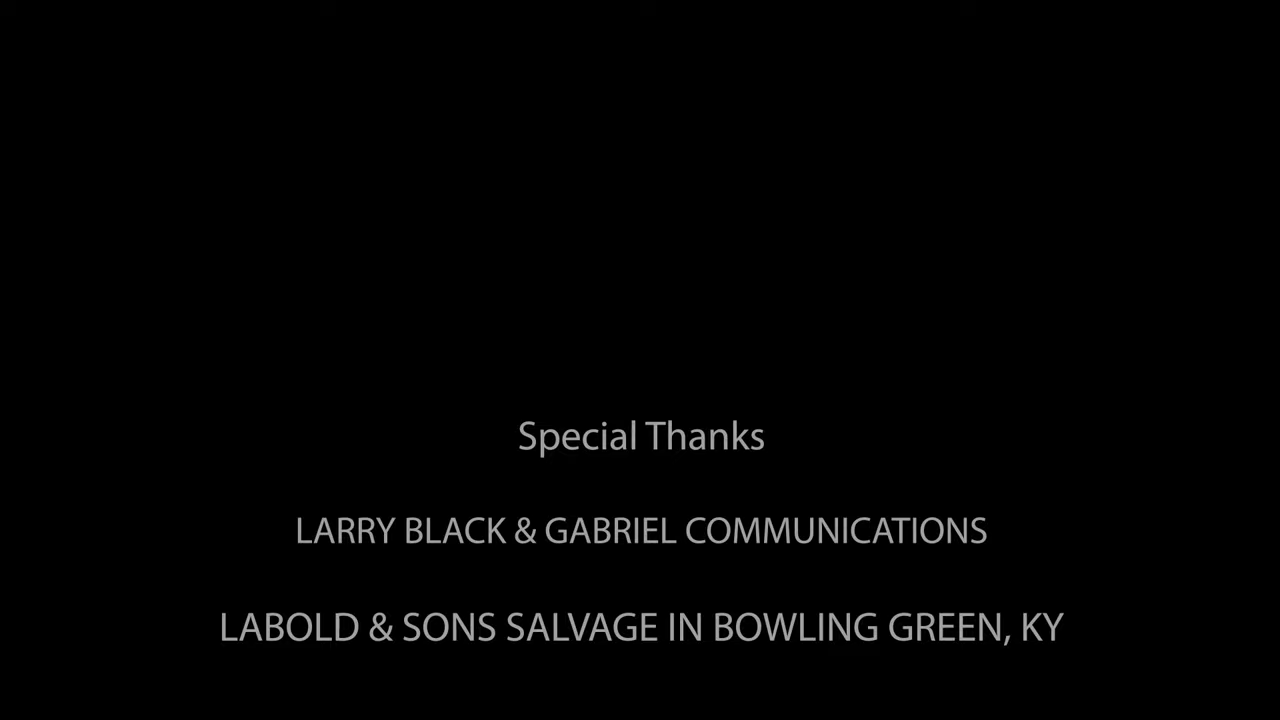 Special Thanks
LARRY BLACK & GABRIEL COMMUNICATIONS
LABOLD & SONS SALVAGE IN BOWLING GREEN, KY